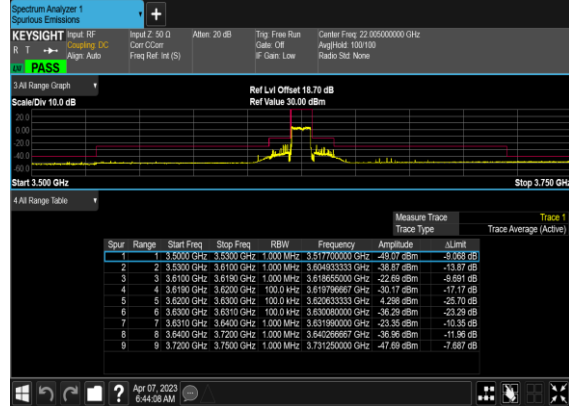 Spectrum Analyzer 1
Spurious Emissions
+
KEYSIGHT Input: RF Input Z: 50 Ω Atten: 20 dB Trig: Free Run Center Freq: 22.005000000 GHz
R T Coupling: DC Corr CCorr Gate: Off Avg|Hold: 100/100
Align: Auto Freq Ref: Int (S) IF Gain: Low Radio Std: None
PASS
3 All Range Graph
Ref Lvl Offset 18.70 dB
Scale/Div 10.0 dB Ref Value 30.00 dBm
20.0
0.00
-20.0
-40.0
-60.0
Start 3.500 GHz Stop 3.750 GHz
4 All Range Table
Measure Trace Trace 1
Trace Type Trace Average (Active)
Spur Range Start Freq Stop Freq RBW Frequency Amplitude ΔLimit
1 1 3.5000 GHz 3.5300 GHz 1.000 MHz 3.517700000 GHz -49.07 dBm -9.068 dB
2 2 3.5300 GHz 3.6100 GHz 1.000 MHz 3.604933333 GHz -38.87 dBm -13.87 dB
3 3 3.6100 GHz 3.6190 GHz 1.000 MHz 3.618655000 GHz -22.69 dBm -9.691 dB
4 4 3.6190 GHz 3.6200 GHz 100.0 kHz 3.619796667 GHz -30.17 dBm -17.17 dB
5 5 3.6200 GHz 3.6300 GHz 100.0 kHz 3.620633333 GHz 4.298 dBm -25.70 dB
6 6 3.6300 GHz 3.6310 GHz 100.0 kHz 3.630080000 GHz -36.29 dBm -23.29 dB
7 7 3.6310 GHz 3.6400 GHz 1.000 MHz 3.631990000 GHz -23.35 dBm -10.35 dB
8 8 3.6400 GHz 3.7200 GHz 1.000 MHz 3.640266667 GHz -36.96 dBm -11.96 dB
9 9 3.7200 GHz 3.7500 GHz 1.000 MHz 3.731250000 GHz -47.69 dBm -7.687 dB
? Apr 07, 2023
6:44:08 AM